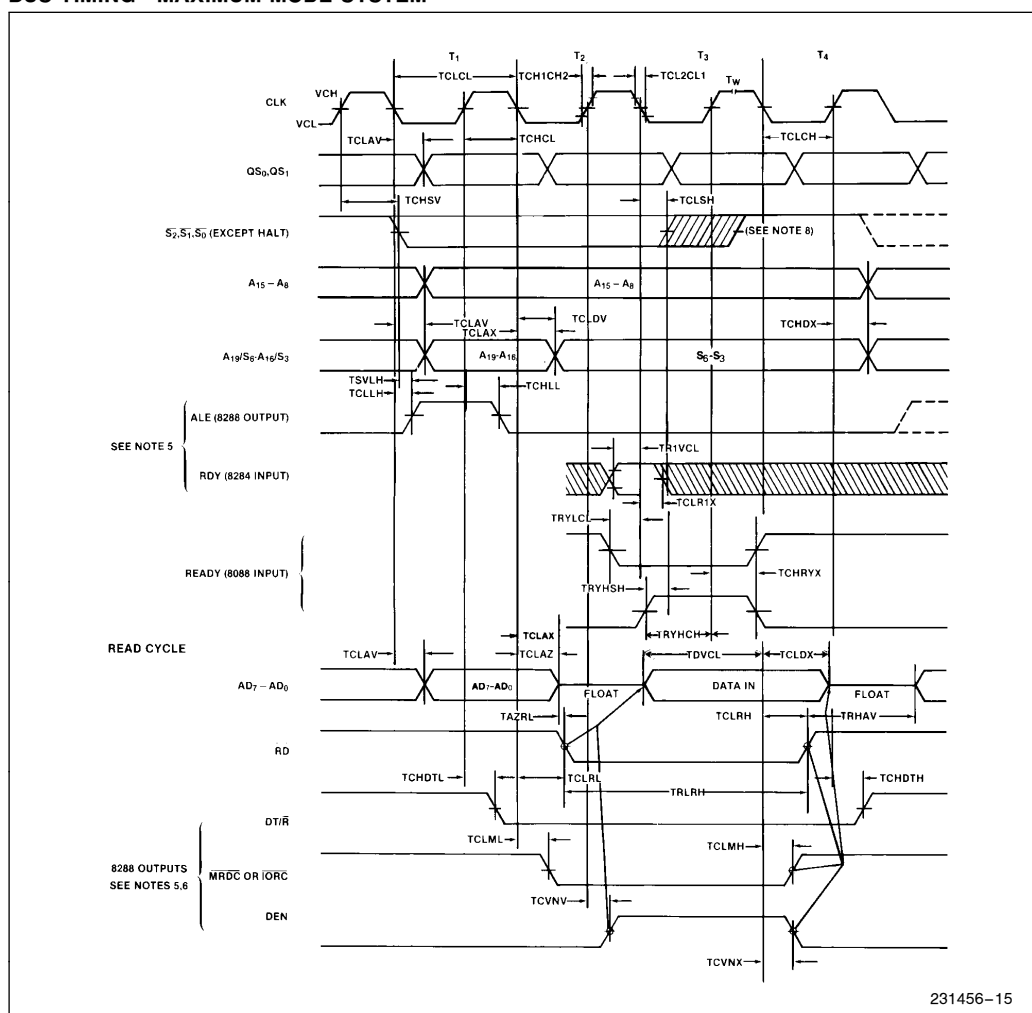 BUS TIMING—MAXIMUM MODE SYSTEM
T1 T2 T3 T4
TCLCL TCH1CH2 TCL2CL1 TW
VCH
CLK
VCL
TCLAV TCHCL TCLCH
QS0,QS1
TCHSV TCLSH
S2,S1,S0 (EXCEPT HALT) (SEE NOTE 8)
A15 – A8 A15 – A8
TCLAV TCLDV TCHDX
TCLAX
A19/S6-A16/S3 A19-A16 S6-S3
TSVLH TCHLL
TCLLH
ALE (8288 OUTPUT)
SEE NOTE 5
TR1VCL
RDY (8284 INPUT)
TCLR1X
TRYLCL
READY (8088 INPUT) TCHRYX
TRYHSH
TCLAX TRYHCH
READ CYCLE
TCLAV TCLAZ TDVCL TCLDX
AD7 – AD0 AD7-AD0 FLOAT DATA IN FLOAT
TAZRL TCLRH TRHAV
RD
TCHDTL TCLRL TRLRH TCHDTH
DT/R
TCLML TCLMH
8288 OUTPUTS
SEE NOTES 5,6
MRDC OR IORC
TCVNV
DEN
TCVNX
231456–15